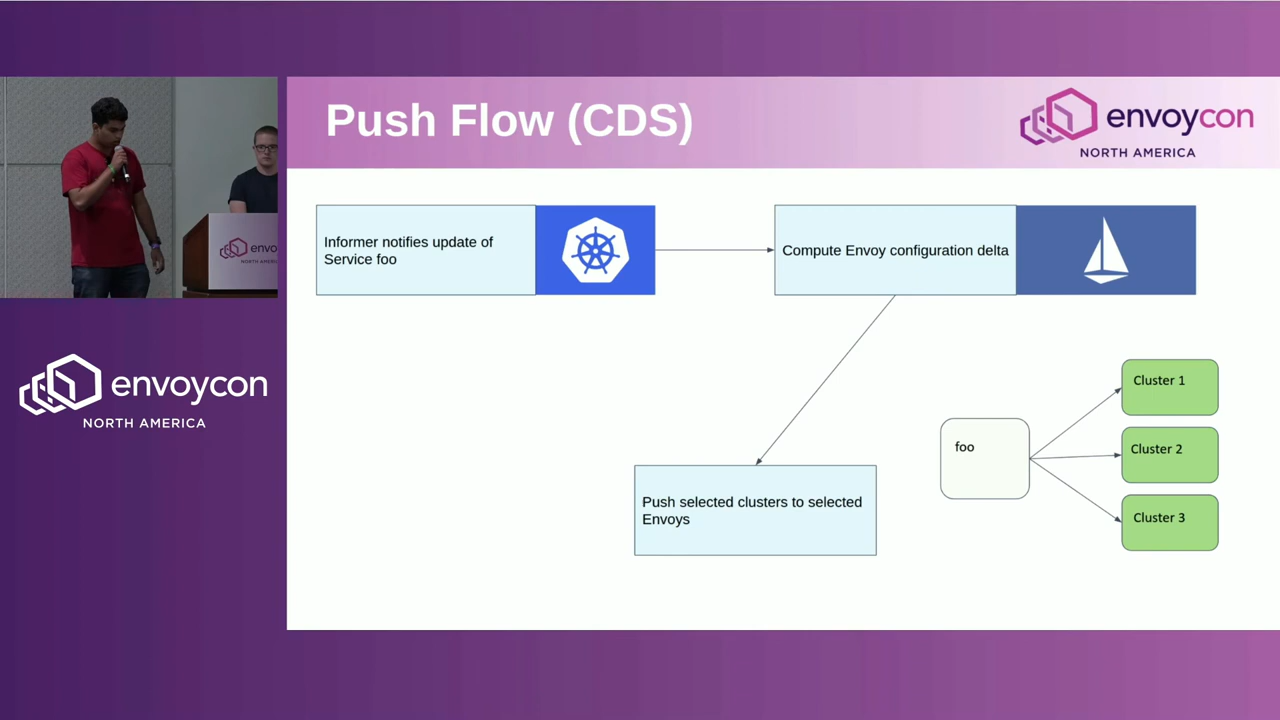 Push Flow (CDS)
envoycon
NORTH AMERICA
Informer notifies update of
Service foo
Compute Envoy configuration delta
envoycon
NORTH AMERICA
foo
Cluster 1
Cluster 2
Cluster 3
Push selected clusters to selected
Envoys